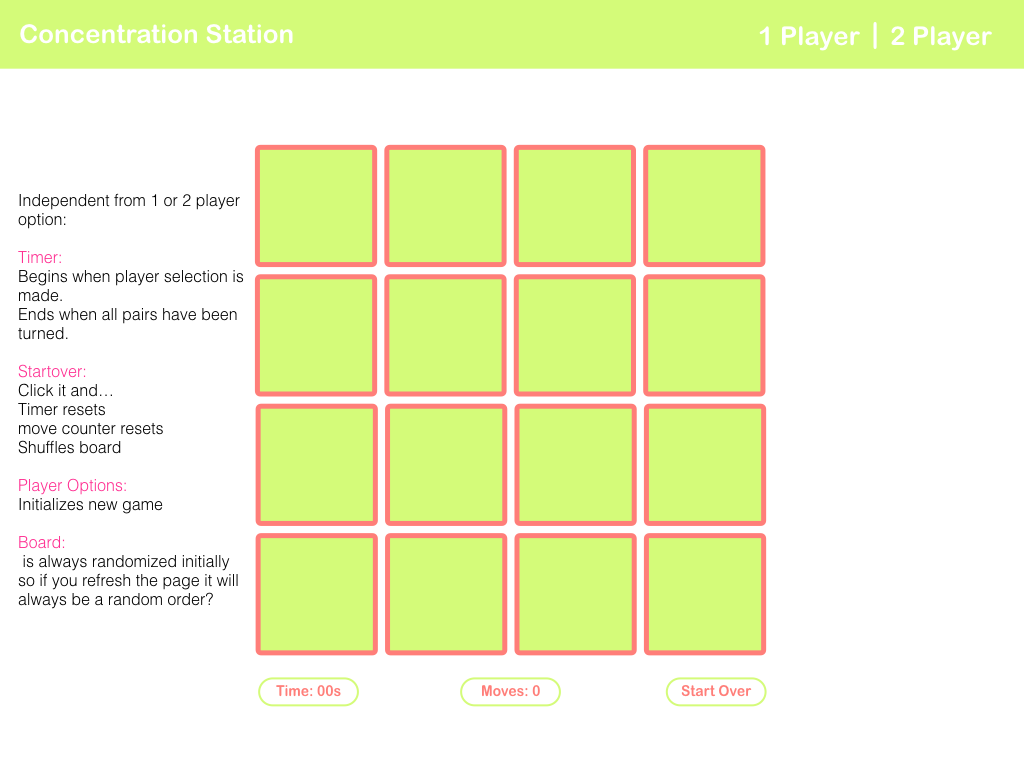 Concentration Station
1 Player | 2 Player
Independent from 1 or 2 player
option:
Timer:
Begins when player selection is
made.
Ends when all pairs have been
turned.
Startover:
Click it and…
Timer resets
move counter resets
Shuffles board
Player Options:
Initializes new game
Board:
is always randomized initially
so if you refresh the page it will
always be a random order?
Time: 00s
Moves: 0
Start Over